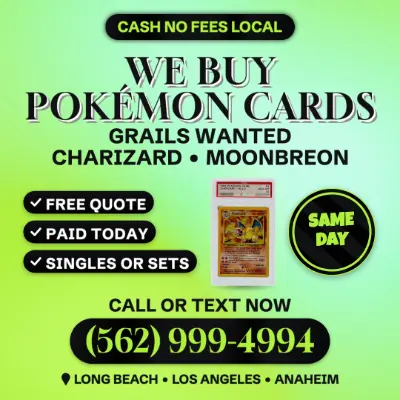 CASH NO FEES LOCAL
WE BUY
POKÉMON CARDS
GRAILS WANTED
CHARIZARD • MOONBREON
✓ FREE QUOTE
✓ PAID TODAY
✓ SINGLES OR SETS
SAME
DAY
CALL OR TEXT NOW
(562) 999-4994
LONG BEACH • LOS ANGELES • ANAHEIM